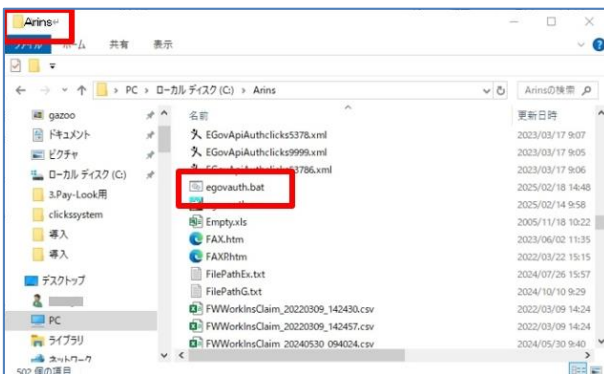 Arins
ファイル ホーム 共有 表示
PC > ローカル ディスク (C:) > Arins
Arinsの検索
名前 更新日時
gazoo
ドキュメント
ピクチャ
ローカル ディスク (C:)
3.Pay-Look用
clickssystem
導入
導入
デスクトップ
PC
ライブラリ
ネットワーク
EGovApiAuthclicks5378.xml 2023/03/17 9:07
EGovApiAuthclicks9999.xml 2023/03/17 9:05
EGovApiAuthclicks53786.xml 2023/03/17 9:06
egovauth.bat 2025/02/18 14:48
2025/02/14 9:58
Empty.xls 2005/11/18 10:22
FAX.htm 2023/06/02 11:35
FAXP.htm 2022/03/22 15:15
FilePathEx.txt 2024/07/26 15:57
FilePathG.txt 2024/10/10 9:29
FWWorkInsClaim_20220309_142430.csv 2022/03/09 14:24
FWWorkInsClaim_20220309_142457.csv 2022/03/09 14:24
FWWorkInsClaim_20240530_094024.csv 2024/05/30 9:40
502 個の項目